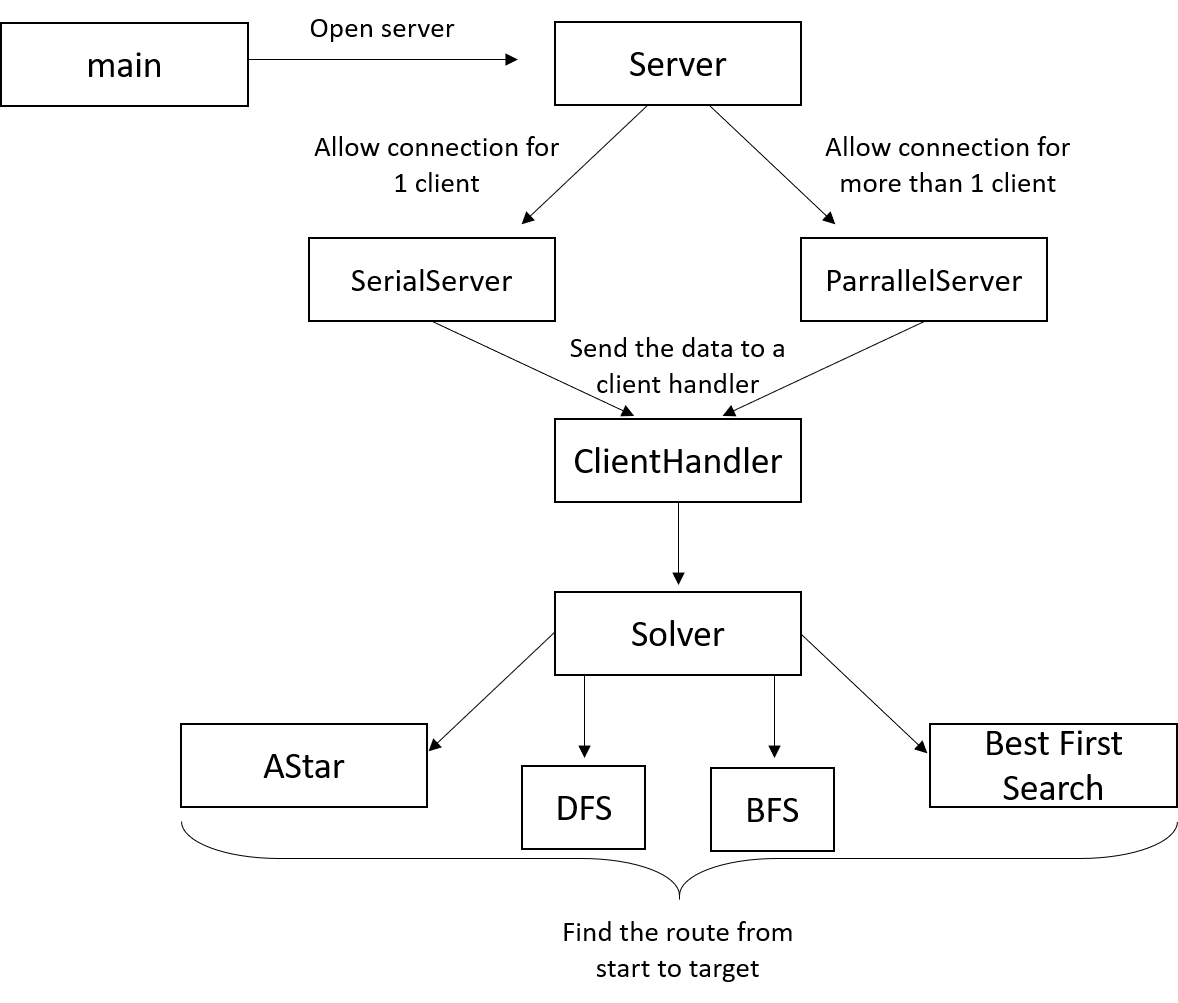 main
Open server
Server
Allow connection for
1 client
Allow connection for
more than 1 client
SerialServer
ParrallelServer
Send the data to a
client handler
ClientHandler
Solver
AStar
DFS
BFS
Best First
Search
Find the route from
start to target